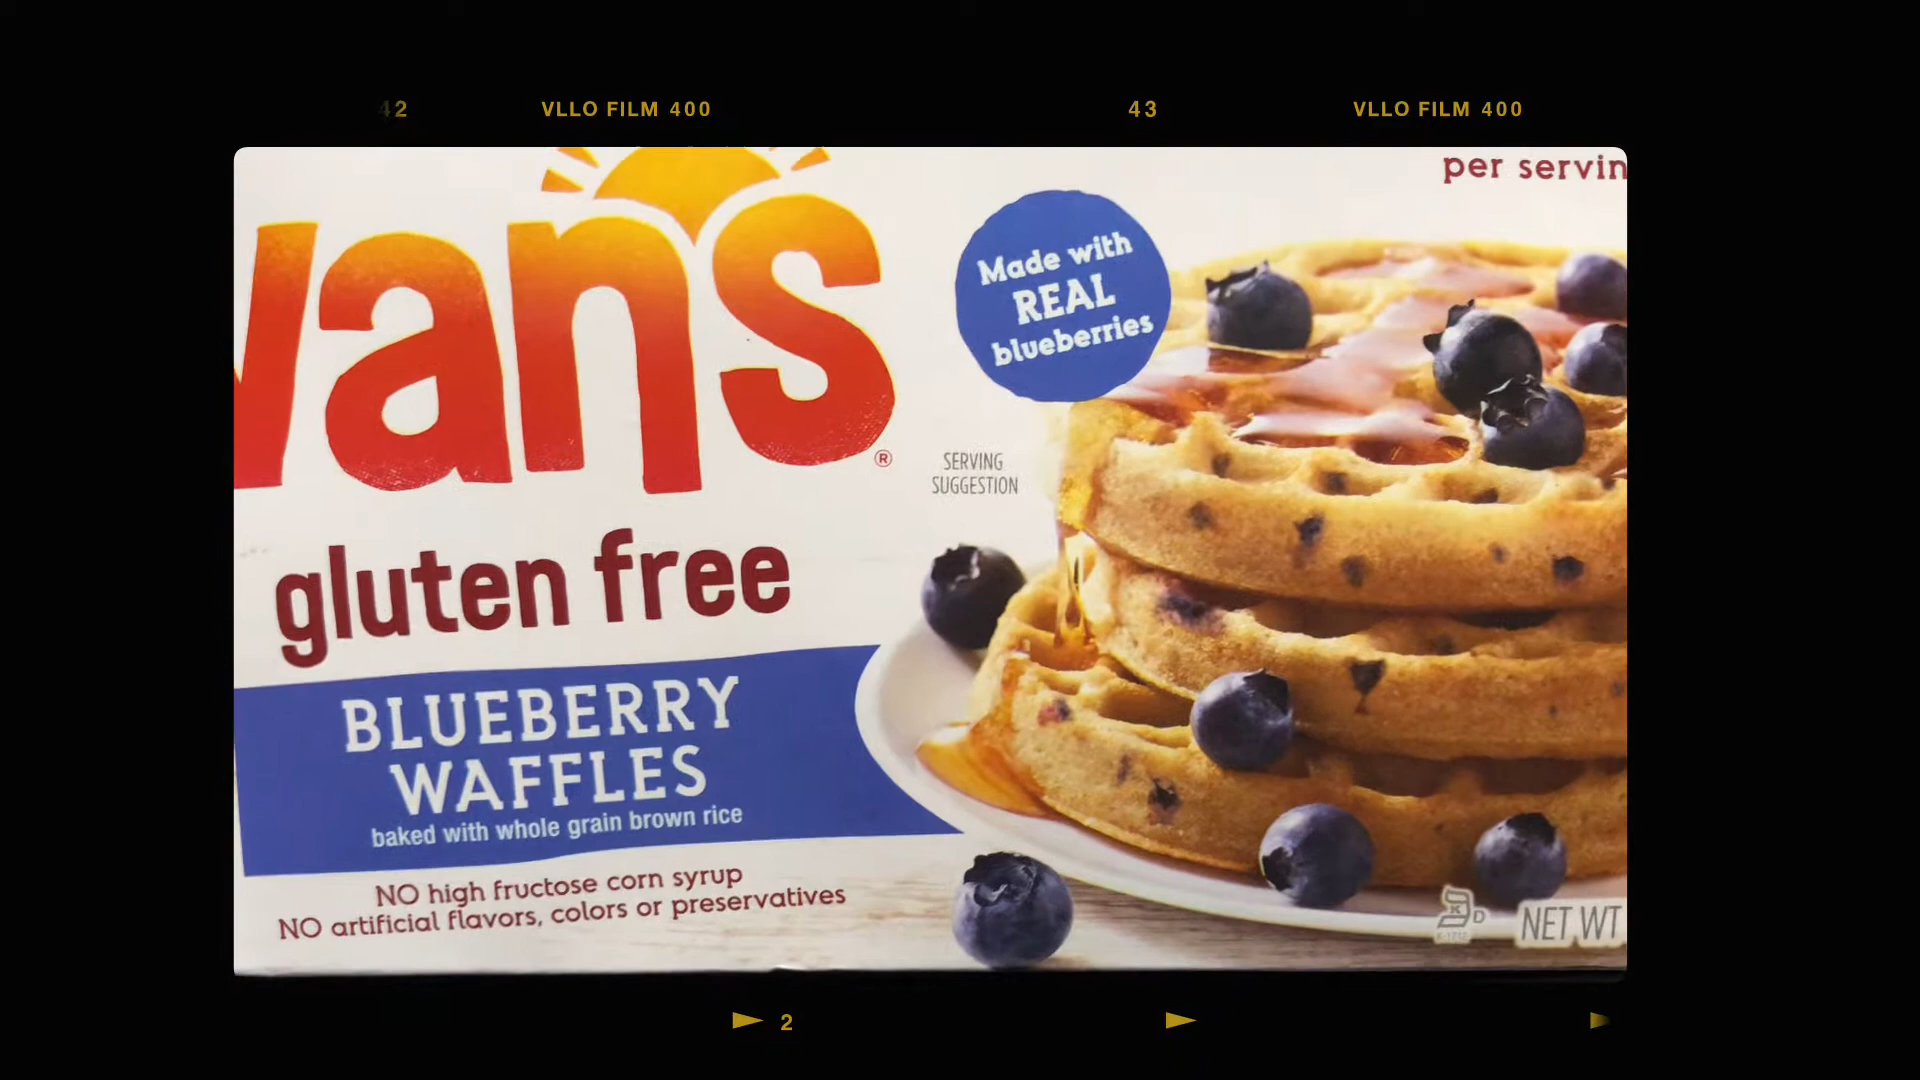 42 VLLO FILM 400 43 VLLO FILM 400
per servin
vans®
Made with
REAL
blueberries
SERVING
SUGGESTION
gluten free
BLUEBERRY
WAFFLES
baked with whole grain brown rice
NO high fructose corn syrup
NO artificial flavors, colors or preservatives
K D
NET WT
2